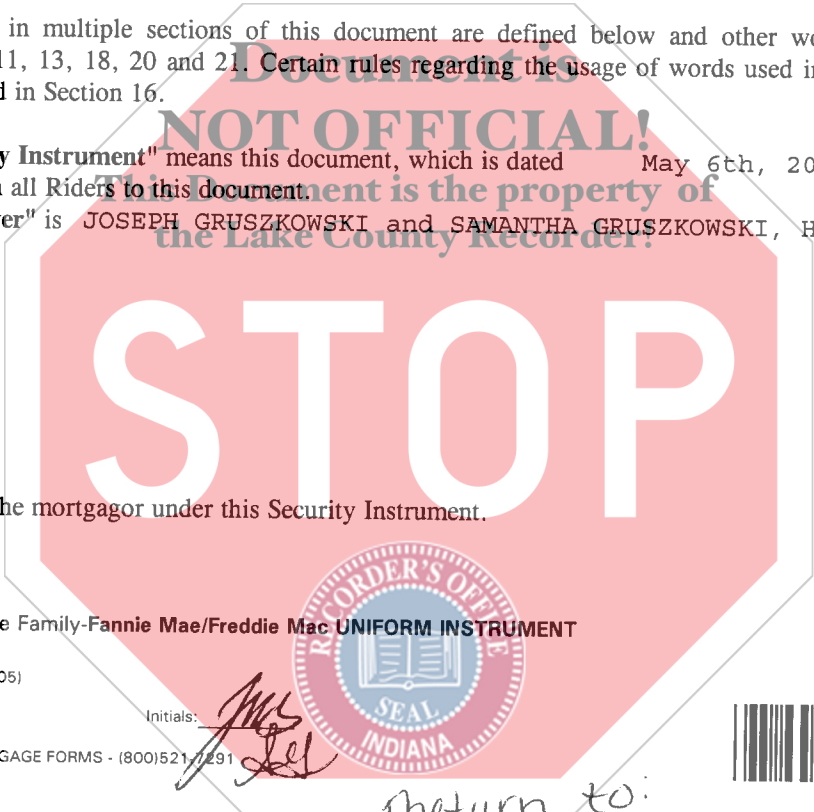 in multiple sections of this document are defined below and other wo
11, 13, 18, 20 and 21. Certain rules regarding the usage of words used in
d in Section 16.
Document is
NOT OFFICIAL!
This Document is the property of
the Lake County Recorder!
y Instrument" means this document, which is dated May 6th, 20
all Riders to this document.
er" is JOSEPH GRUSZKOWSKI and SAMANTHA GRUSZKOWSKI, H
STOP
he mortgagor under this Security Instrument.
RECORDER'S OFFICE
SEAL
INDIANA
e Family-Fannie Mae/Freddie Mac UNIFORM INSTRUMENT
05)
Initials:
GAGE FORMS - (800)521-7291
Return to: